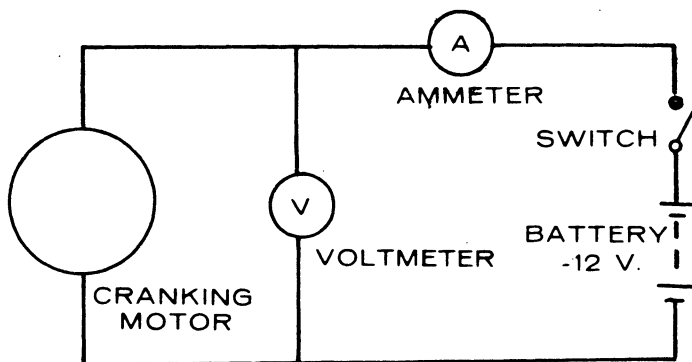 A
AMMETER
SWITCH
V
BATTERY
-12 V.
VOLTMETER
CRANKING
MOTOR